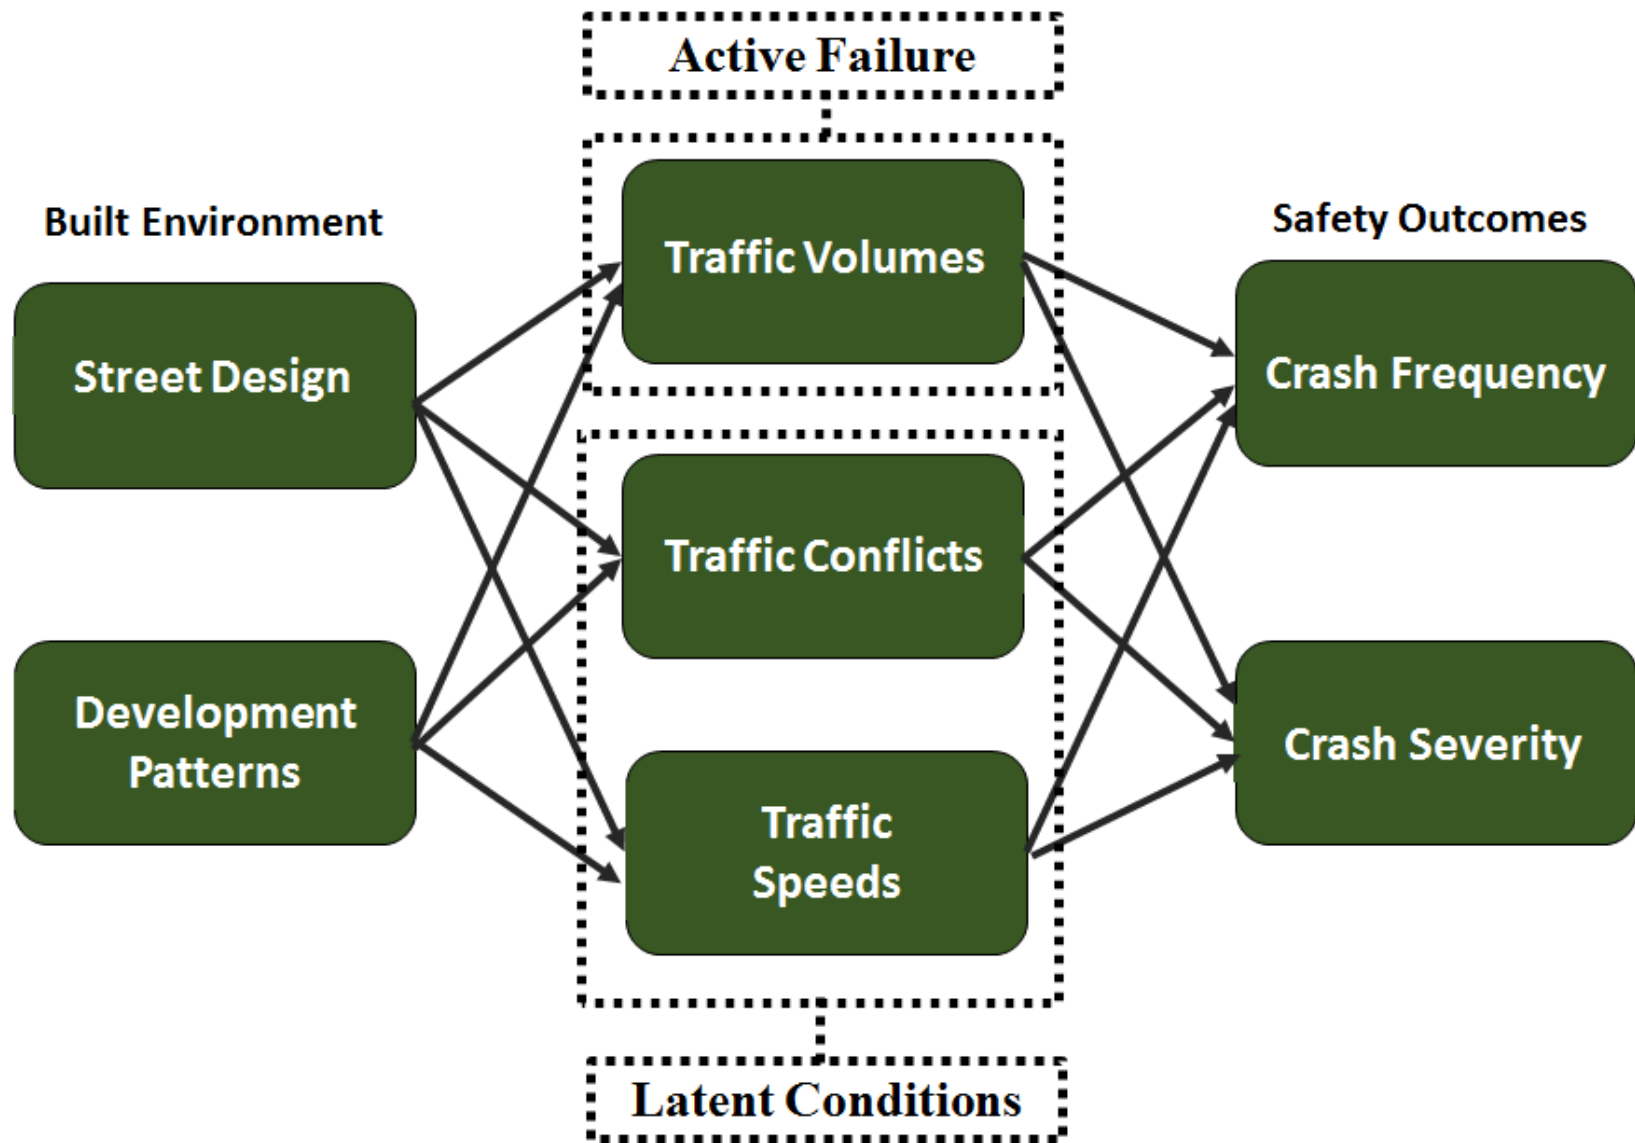 Active Failure
Built Environment
Safety Outcomes
Traffic Volumes
Street Design
Crash Frequency
Traffic Conflicts
Development
Patterns
Crash Severity
Traffic
Speeds
Latent Conditions